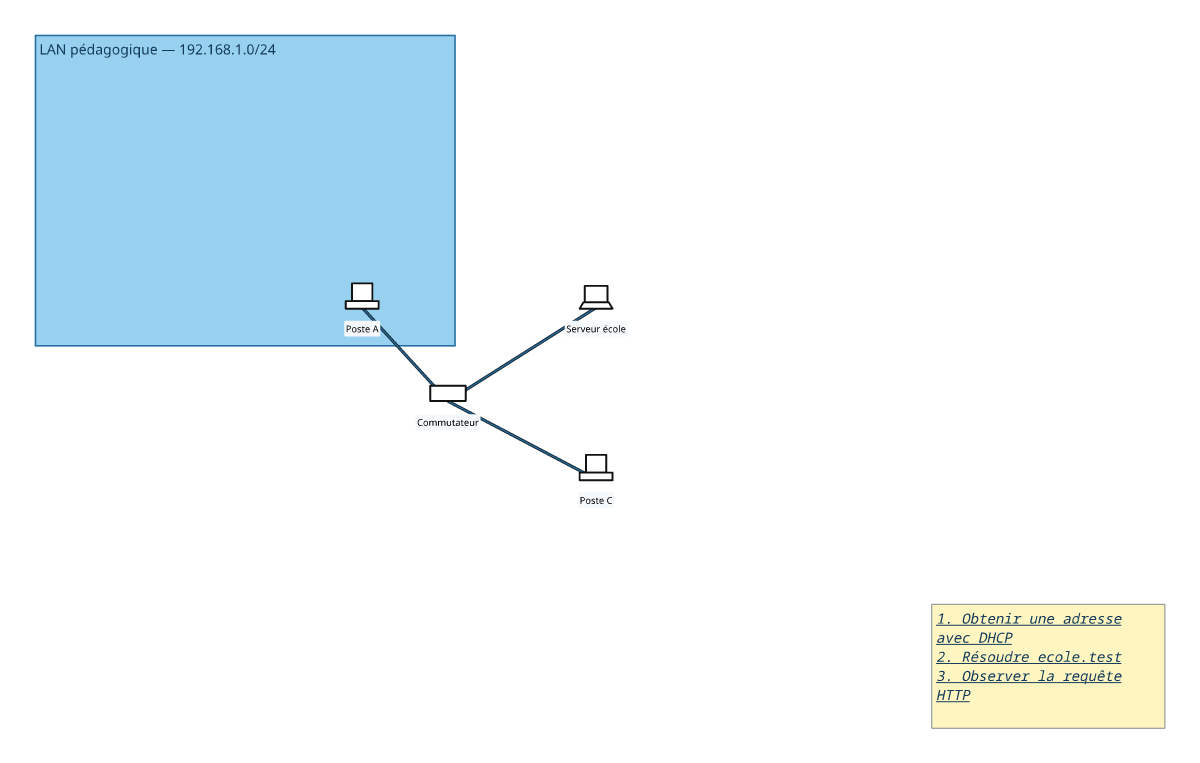 LAN pédagogique — 192.168.1.0/24
Poste A
Serveur école
Commutateur
Poste C
1. Obtenir une adresse
avec DHCP
2. Résoudre ecole.test
3. Observer la requête
HTTP